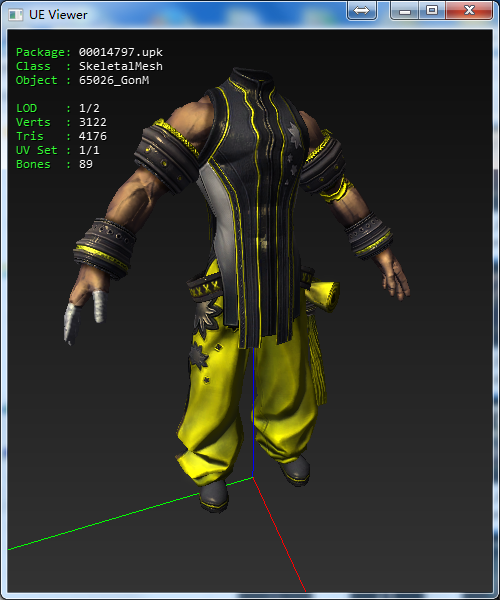 UE Viewer
Package: 00014797.upk
Class : SkeletalMesh
Object : 65026_GonM
LOD : 1/2
Verts : 3122
Tris : 4176
UV Set : 1/1
Bones : 89